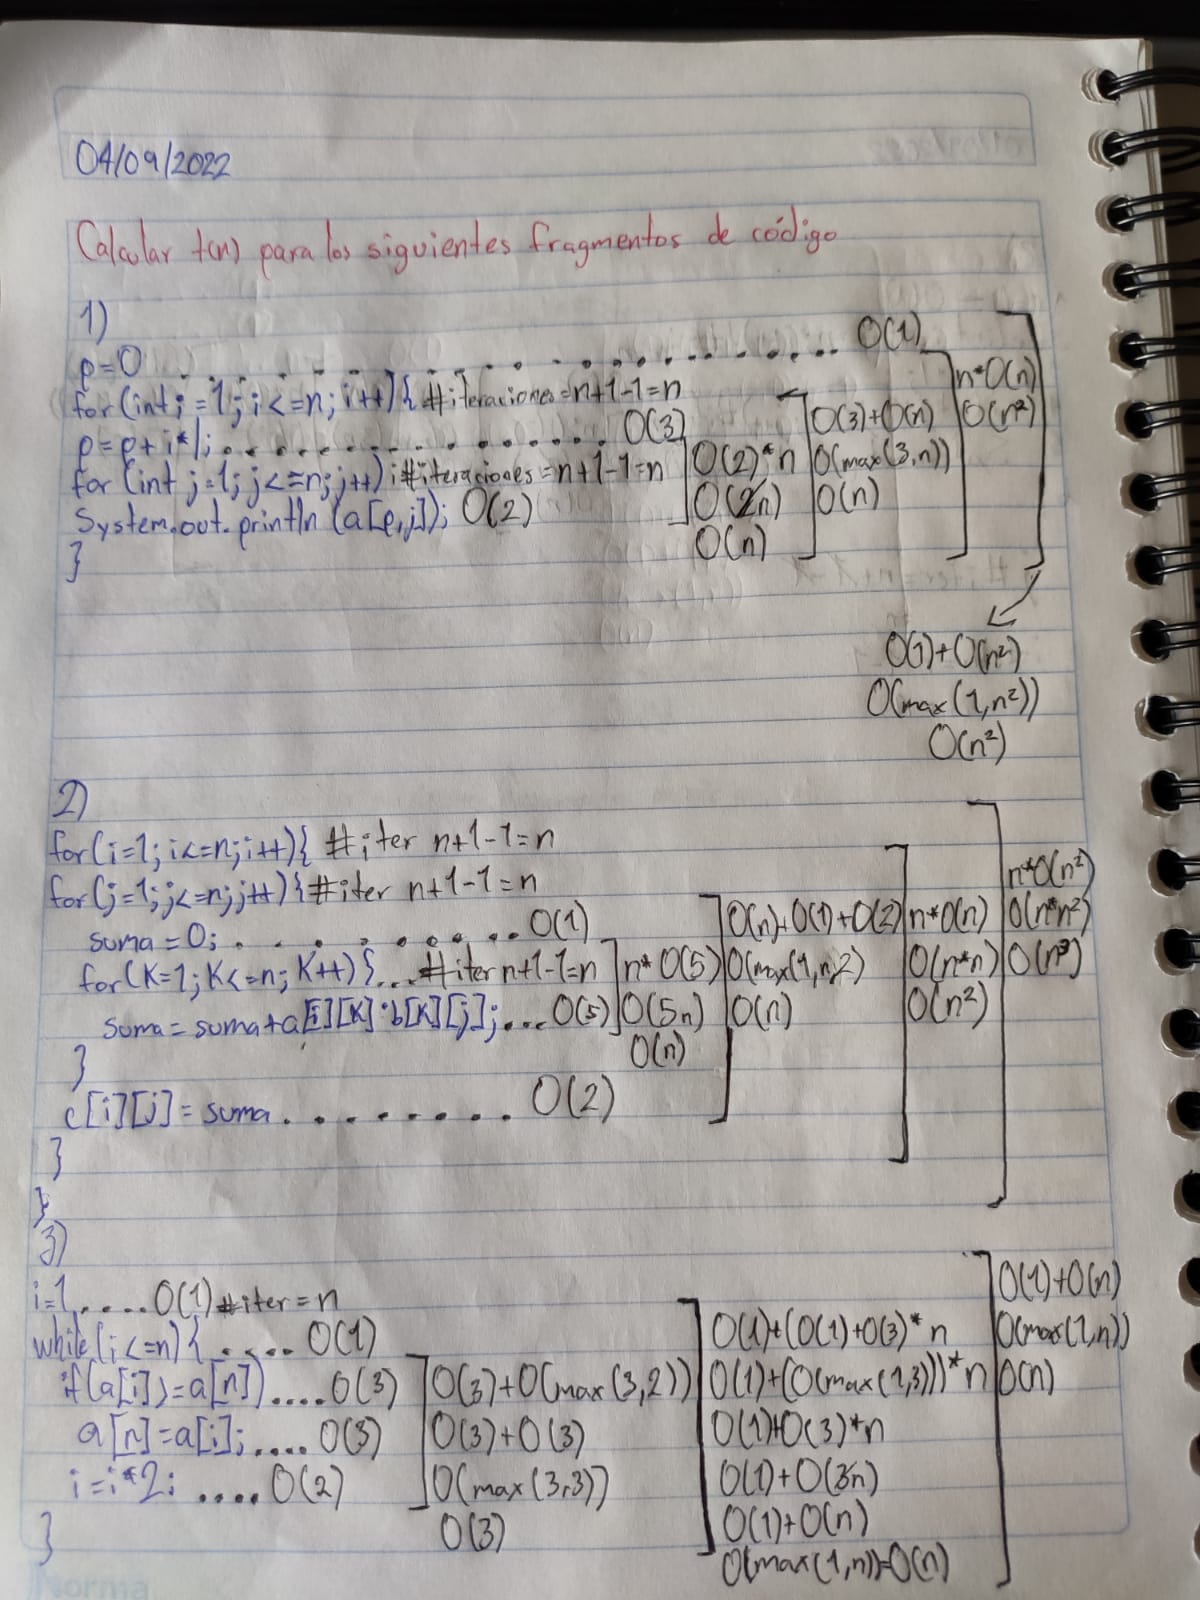 04/09/2022
Calcular t(n) para los siguientes fragmentos de código
1)
p=0 ............ O(1)
for(int i=1; i<=n; i++){ #iteraciones=n+1-1=n
p=p+i*j; ............ O(3)
for (int j=1; j<=n; j++); #iteraciones=n+1-1=n
System.out.println (a[p,j]); O(2)
}
O(2)*n
O(2n)
O(n)
O(3)+O(n)
O(max(3,n))
O(n)
n*O(n)
O(n²)
O(1)+O(n²)
O(max(1,n²))
O(n²)
2)
for(i=1; i<=n; i++){ #iter n+1-1=n
for(j=1; j<=n; j++){ #iter n+1-1=n
suma=0; ......... O(1)
for(K=1; K<=n; K++){... #iter n+1-1=n
suma=suma+a[i][K]*b[K][j]; ... O(5)
}
c[i][j]=suma ........ O(2)
}
}
n*O(5)
O(5n)
O(n)
O(n)+O(1)+O(2)
O(max(1,n,2)
O(n)
n*O(n)
O(n*n)
O(n²)
n*O(n²)
O(n*n²)
O(n³)
3)
i=1 ..... O(1) #iter=n
while(i<=n){ ..... O(1)
if(a[i])=a[n]) .... O(3)
a[n]=a[i]; .... O(3)
i=i*2; .... O(2)
}
O(3)+O(max(3,2))
O(3)+O(3)
O(max(3,3))
O(3)
O(1)+(O(1)+O(3)*n
O(1)+(O(max(1,3)))*n
O(1)+O(3)*n
O(1)+O(3n)
O(1)+O(n)
O(max(1,n))=O(n)
O(1)+O(n)
O(max(1,n))
O(n)
Norma